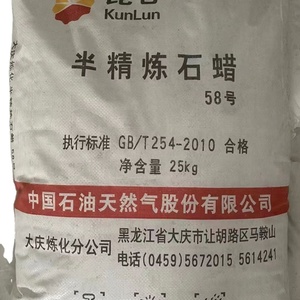 昆仑
KunLun
半精炼石蜡
58号
执行标准 GB/T254-2010 合格
净含量 25kg
中国石油天然气股份有限公司
大庆炼化分公司
黑龙江省大庆市让胡路区马鞍山
电话(0459)5672015 5614241